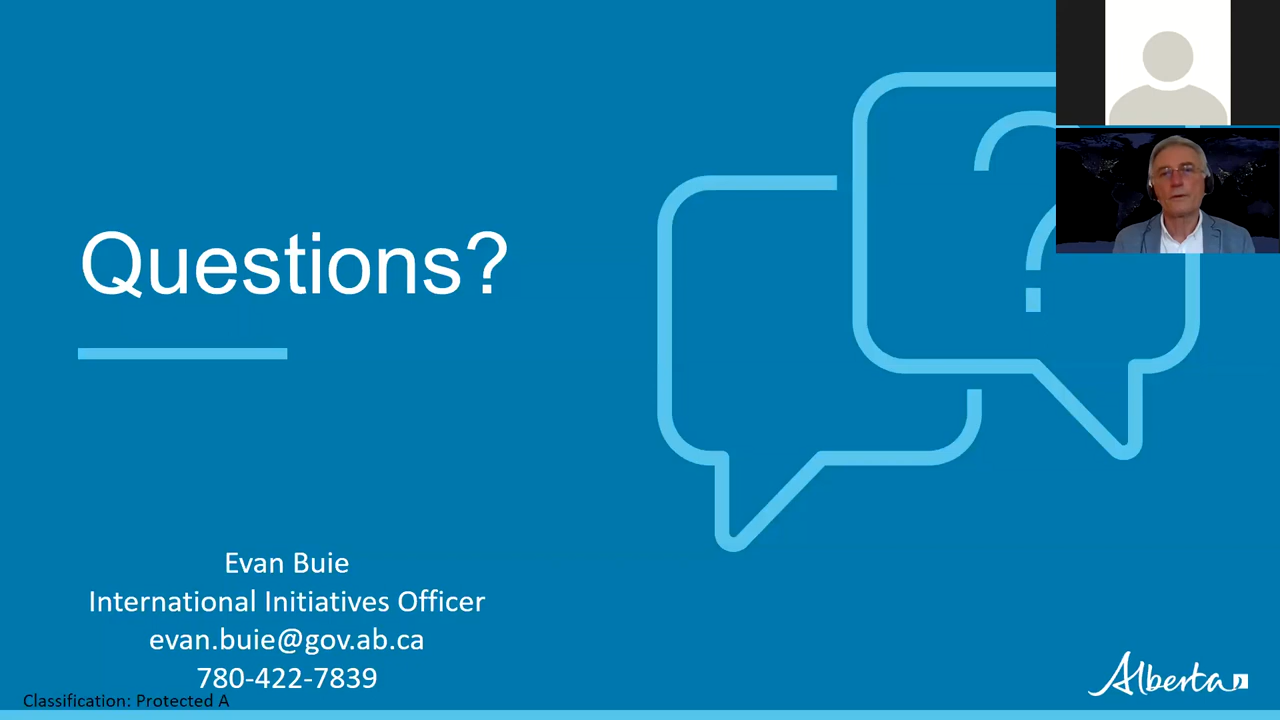 Questions?
Evan Buie
International Initiatives Officer
evan.buie@gov.ab.ca
780-422-7839
Classification: Protected A
Alberta